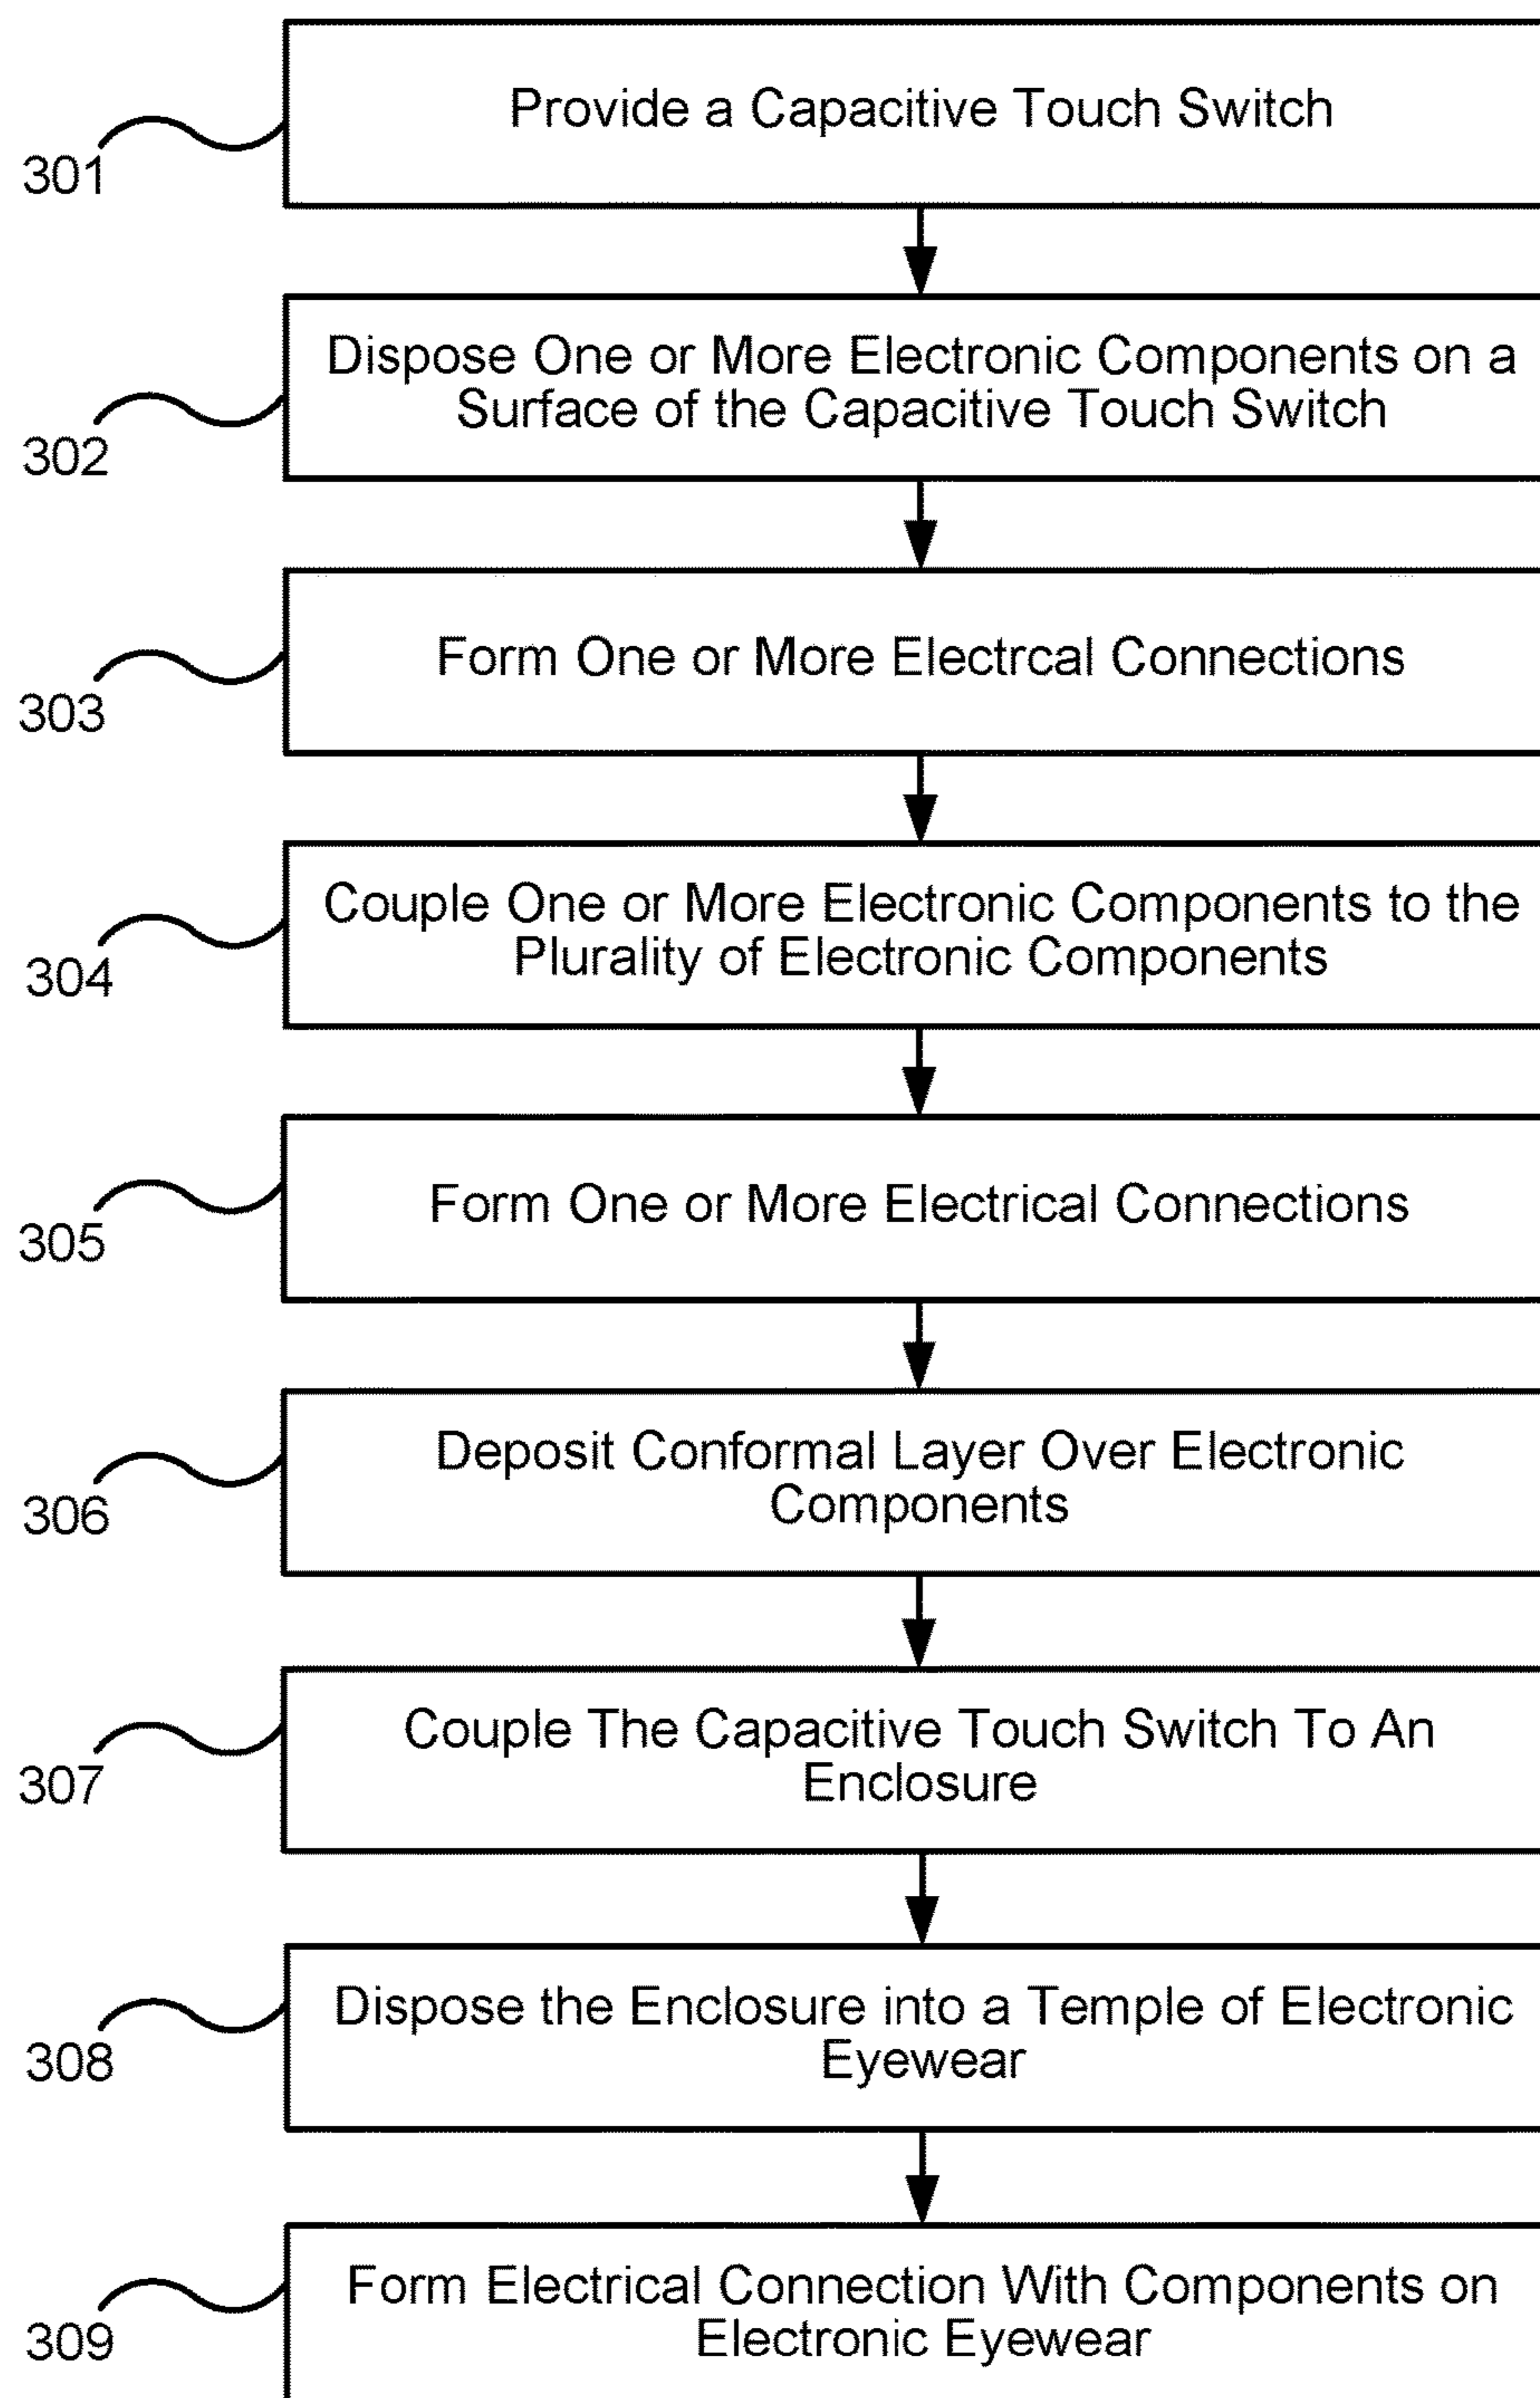 Provide a Capacitive Touch Switch
301
Dispose One or More Electronic Components on a
Surface of the Capacitive Touch Switch
302
Form One or More Electrcal Connections
303
Couple One or More Electronic Components to the
Plurality of Electronic Components
304
Form One or More Electrical Connections
305
Deposit Conformal Layer Over Electronic
Components
306
Couple The Capacitive Touch Switch To An
Enclosure
307
Dispose the Enclosure into a Temple of Electronic
Eyewear
308
Form Electrical Connection With Components on
Electronic Eyewear
309